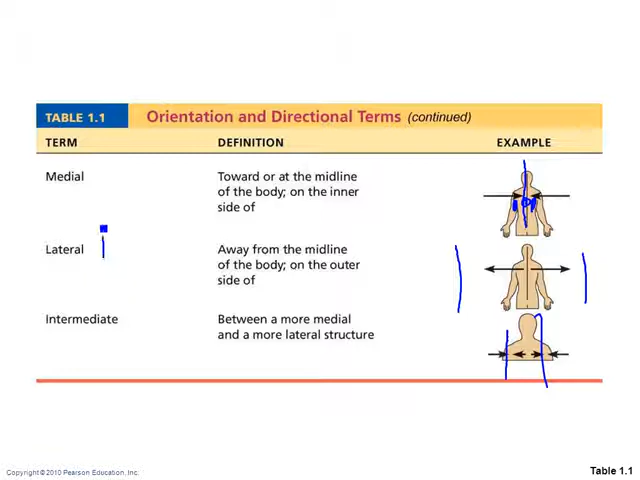 TABLE 1.1 Orientation and Directional Terms (continued)
TERM DEFINITION EXAMPLE
Medial Toward or at the midline
of the body; on the inner
side of
Lateral Away from the midline
of the body; on the outer
side of
Intermediate Between a more medial
and a more lateral structure
Copyright © 2010 Pearson Education, Inc.
Table 1.1